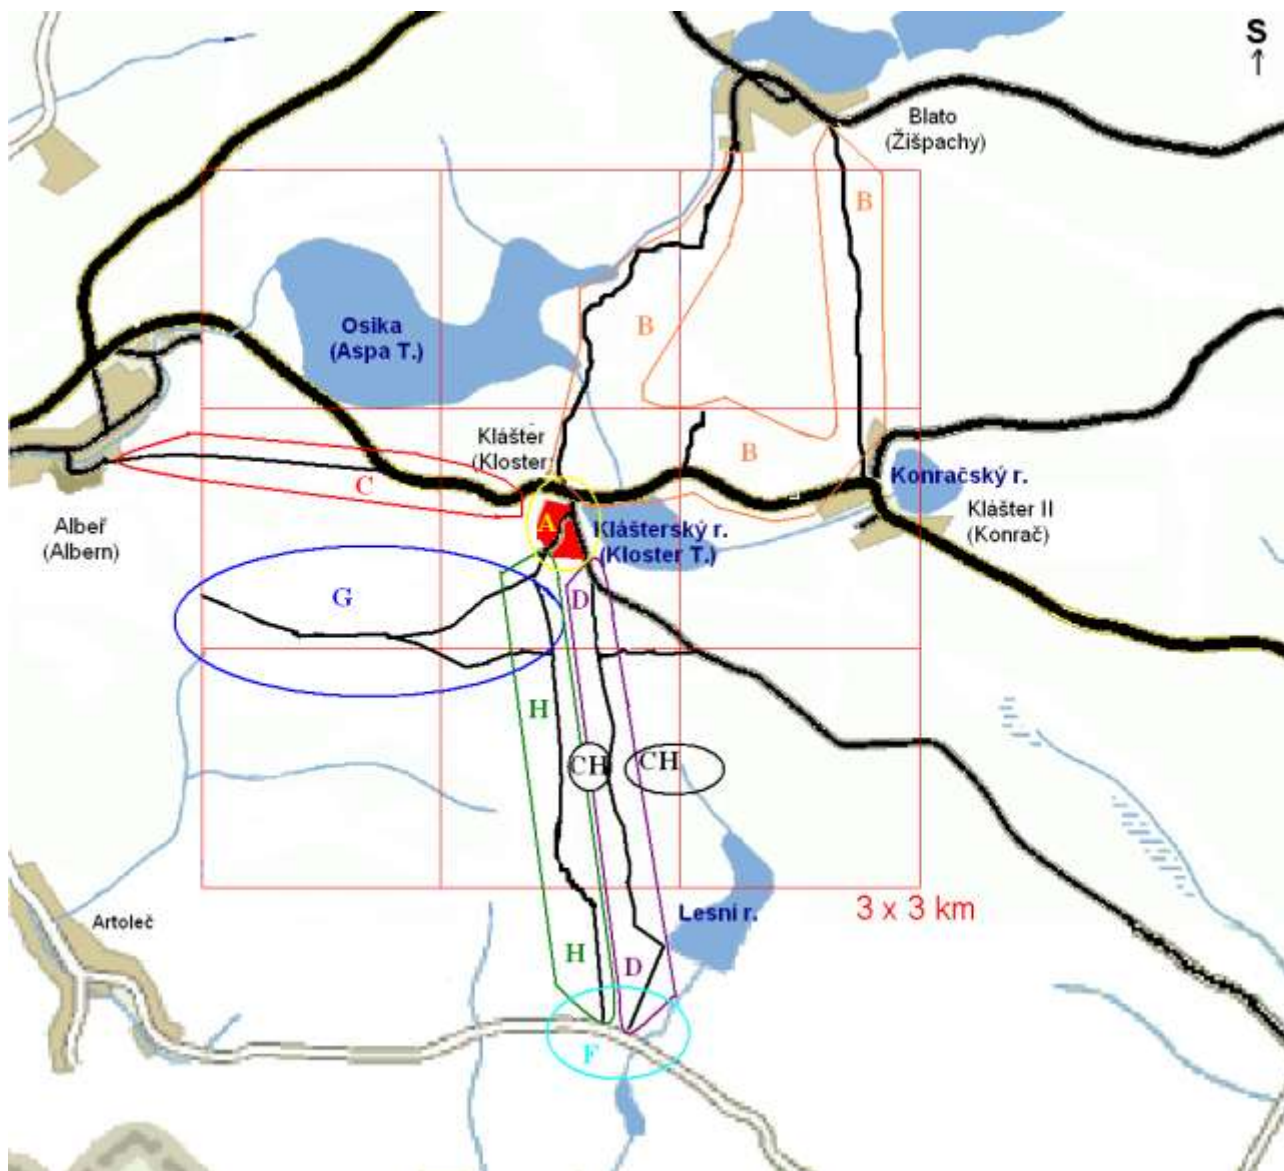 S
↑
Blato
(Žišpachy)
B
B
Osika
(Aspa T.)
B
Klášter
(Kloster
B
C
Konračský r.
Klášter II
(Konrač)
Albeř
(Albern)
A
Klášterský r.
(Kloster T.)
G
D
H
CH
CH
Artoleč
Lesní r.
3 x 3 km
H
D
F